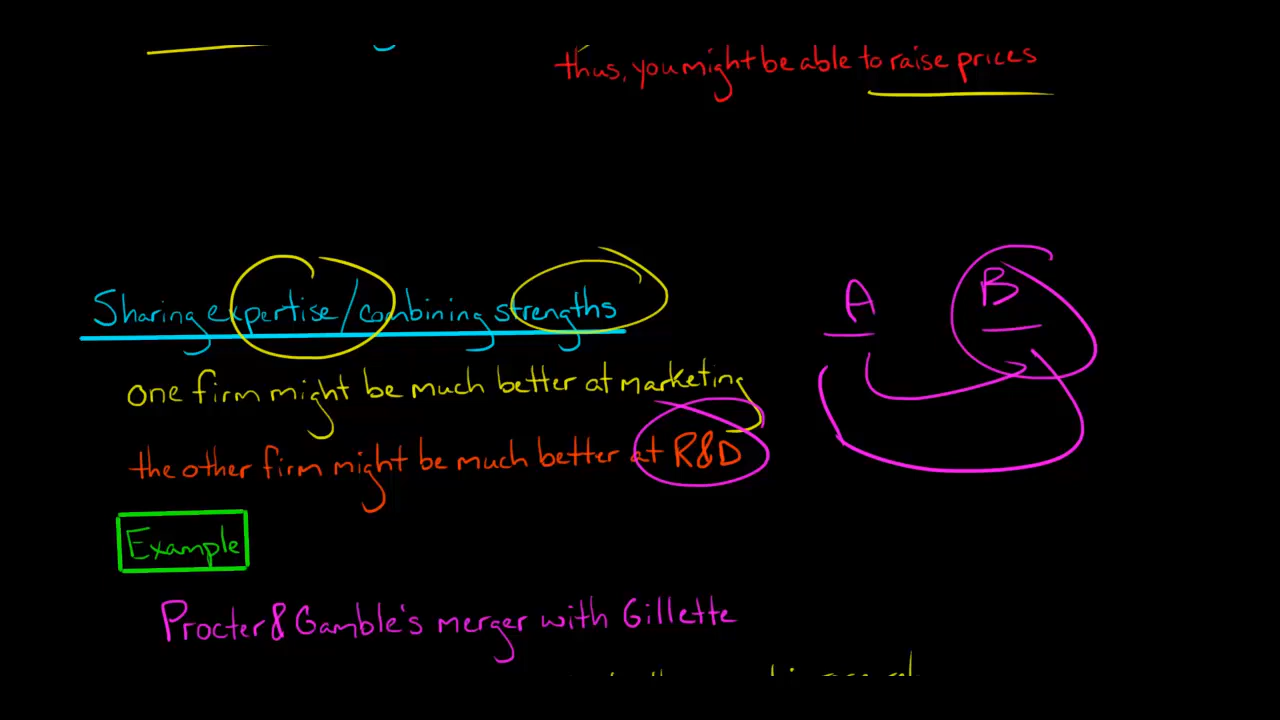 thus, you might be able to raise prices
Sharing expertise/combining strengths
A
B
one firm might be much better at marketing
the other firm might be much better at R&D
Example
Procter & Gamble's merger with Gillette